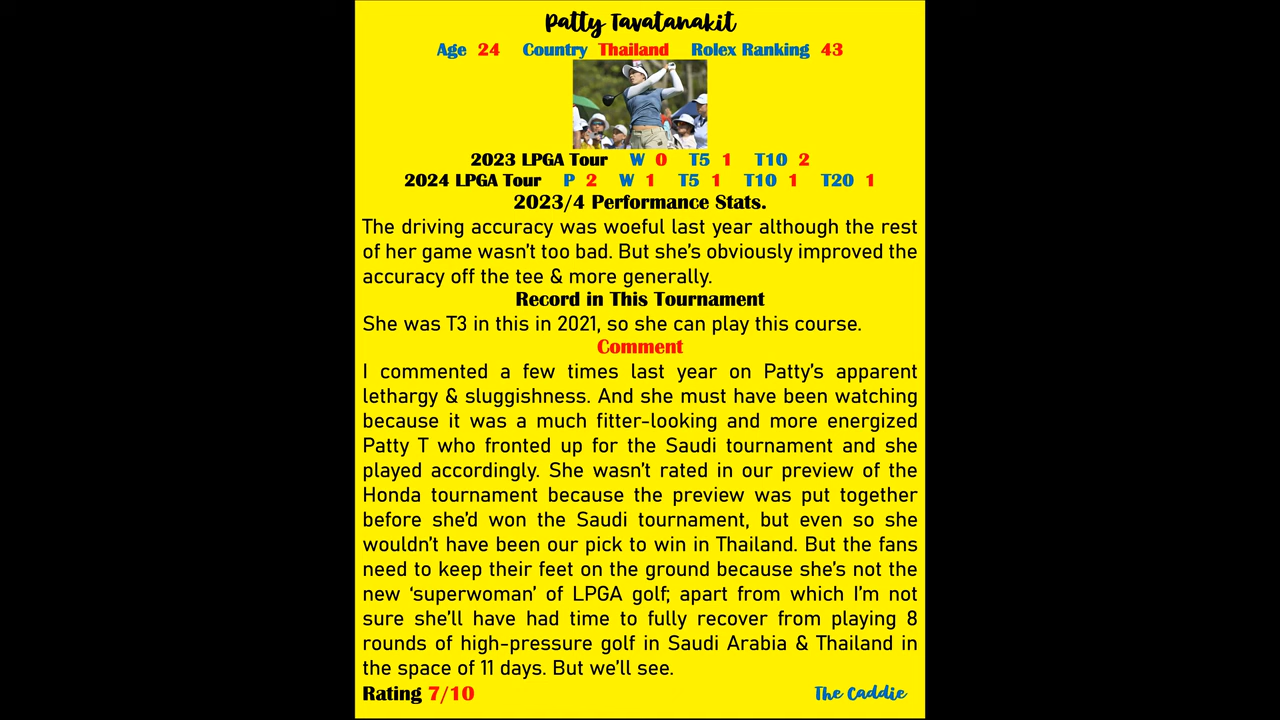 Patty Tavatanakit
Age 24 Country Thailand Rolex Ranking 43
2023 LPGA Tour W 0 T5 1 T10 2
2024 LPGA Tour P 2 W 1 T5 1 T10 1 T20 1
2023/4 Performance Stats.
The driving accuracy was woeful last year although the rest
of her game wasn't too bad. But she's obviously improved the
accuracy off the tee & more generally.
Record in This Tournament
She was T3 in this in 2021, so she can play this course.
Comment
I commented a few times last year on Patty's apparent
lethargy & sluggishness. And she must have been watching
because it was a much fitter-looking and more energized
Patty T who fronted up for the Saudi tournament and she
played accordingly. She wasn't rated in our preview of the
Honda tournament because the preview was put together
before she'd won the Saudi tournament, but even so she
wouldn't have been our pick to win in Thailand. But the fans
need to keep their feet on the ground because she's not the
new 'superwoman' of LPGA golf; apart from which I'm not
sure she'll have had time to fully recover from playing 8
rounds of high-pressure golf in Saudi Arabia & Thailand in
the space of 11 days. But we'll see.
Rating 7/10 The Caddie